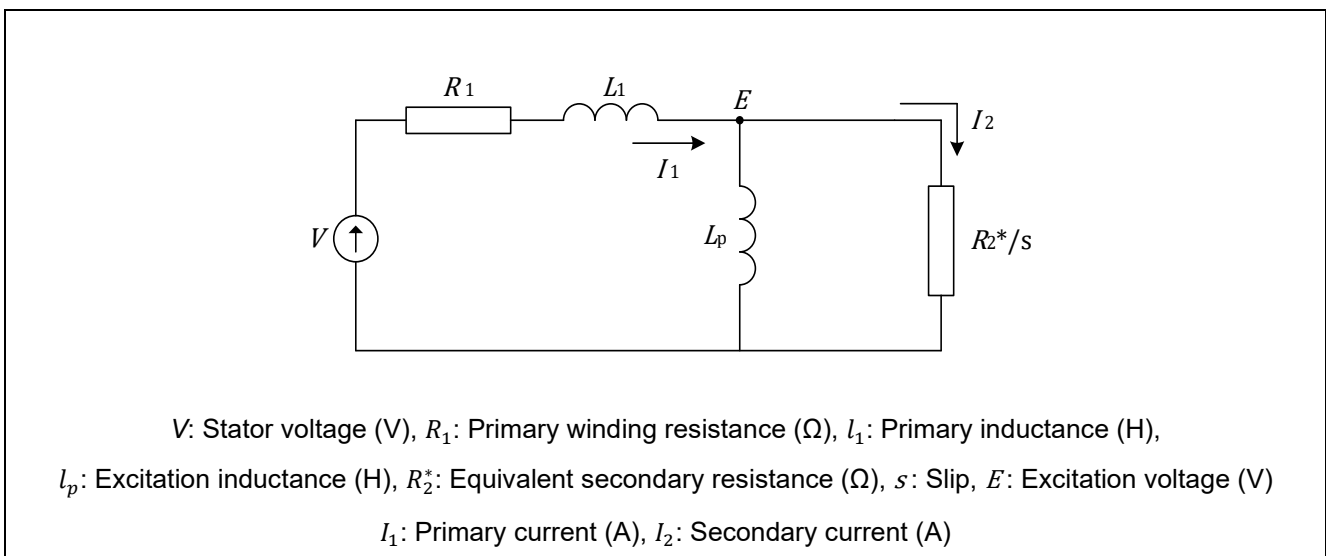 R1
L1
E
I2
I1
V
Lp
R2*/s
V: Stator voltage (V), R₁: Primary winding resistance (Ω), l₁: Primary inductance (H),
lₚ: Excitation inductance (H), R₂*: Equivalent secondary resistance (Ω), s: Slip, E: Excitation voltage (V)
I₁: Primary current (A), I₂: Secondary current (A)